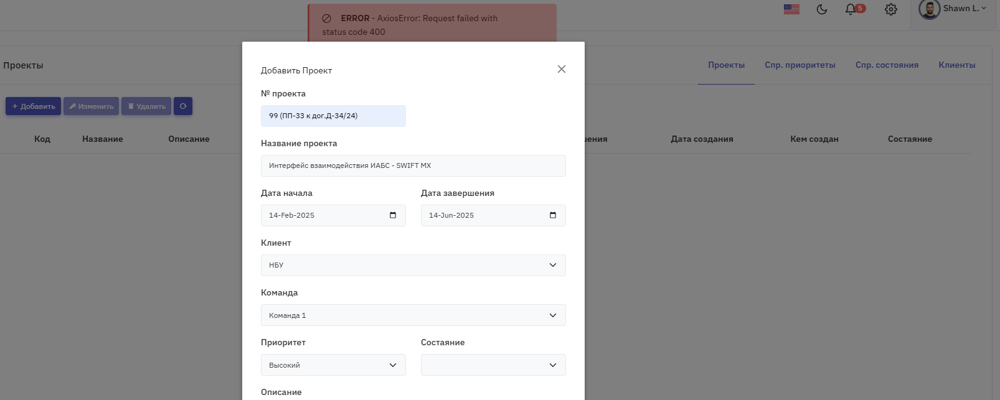 ERROR - AxiosError: Request failed with
status code 400
5
Shawn L.
Проекты
Проекты
Спр. приоритеты
Спр. состояния
Клиенты
+ Добавить
Изменить
Удалить
Код
Название
Описание
Дата создания
Кем создан
Состаяние
Добавить Проект
№ проекта
99 (ПП-33 к дог.Д-34/24)
Название проекта
Интерфейс взаимодействия ИАБС - SWIFT MX
Дата начала
Дата завершения
14-Feb-2025
14-Jun-2025
Клиент
НБУ
Команда
Команда 1
Приоритет
Состаяние
Высокий
Описание